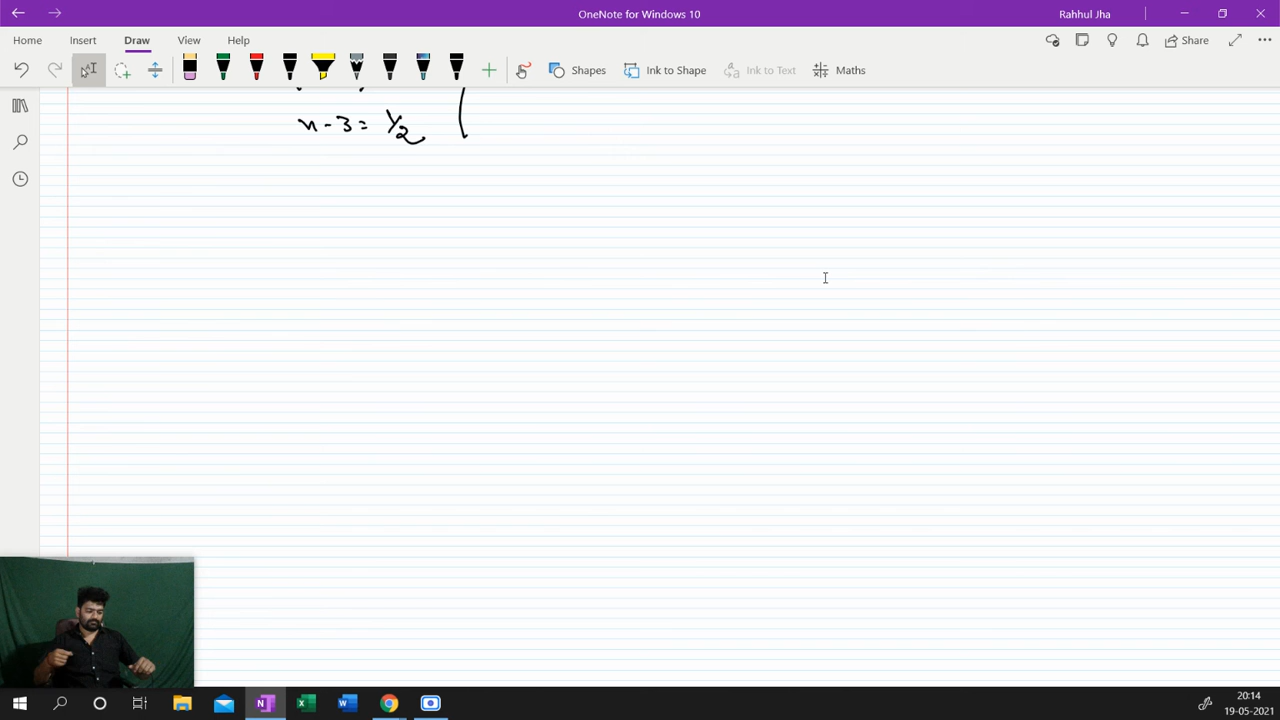 OneNote for Windows 10
Rahhul Jha
Home Insert Draw View Help
Share
Shapes Ink to Shape Ink to Text Maths
x-3= 1/2
20:14
19-05-2021